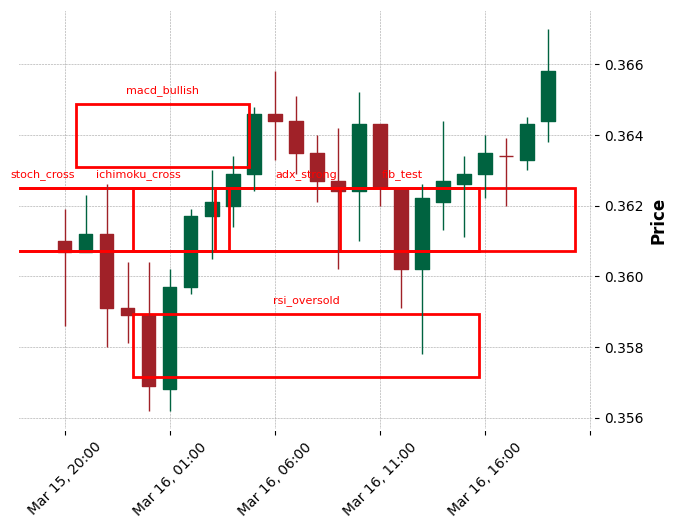 macd_bullish
stoch_cross
ichimoku_cross
adx_strong
rsi_oversold
0.366
0.364
0.362
0.360
0.358
0.356
Price
Mar 15, 20:00
Mar 16, 01:00
Mar 16, 06:00
Mar 16, 11:00
Mar 16, 16:00